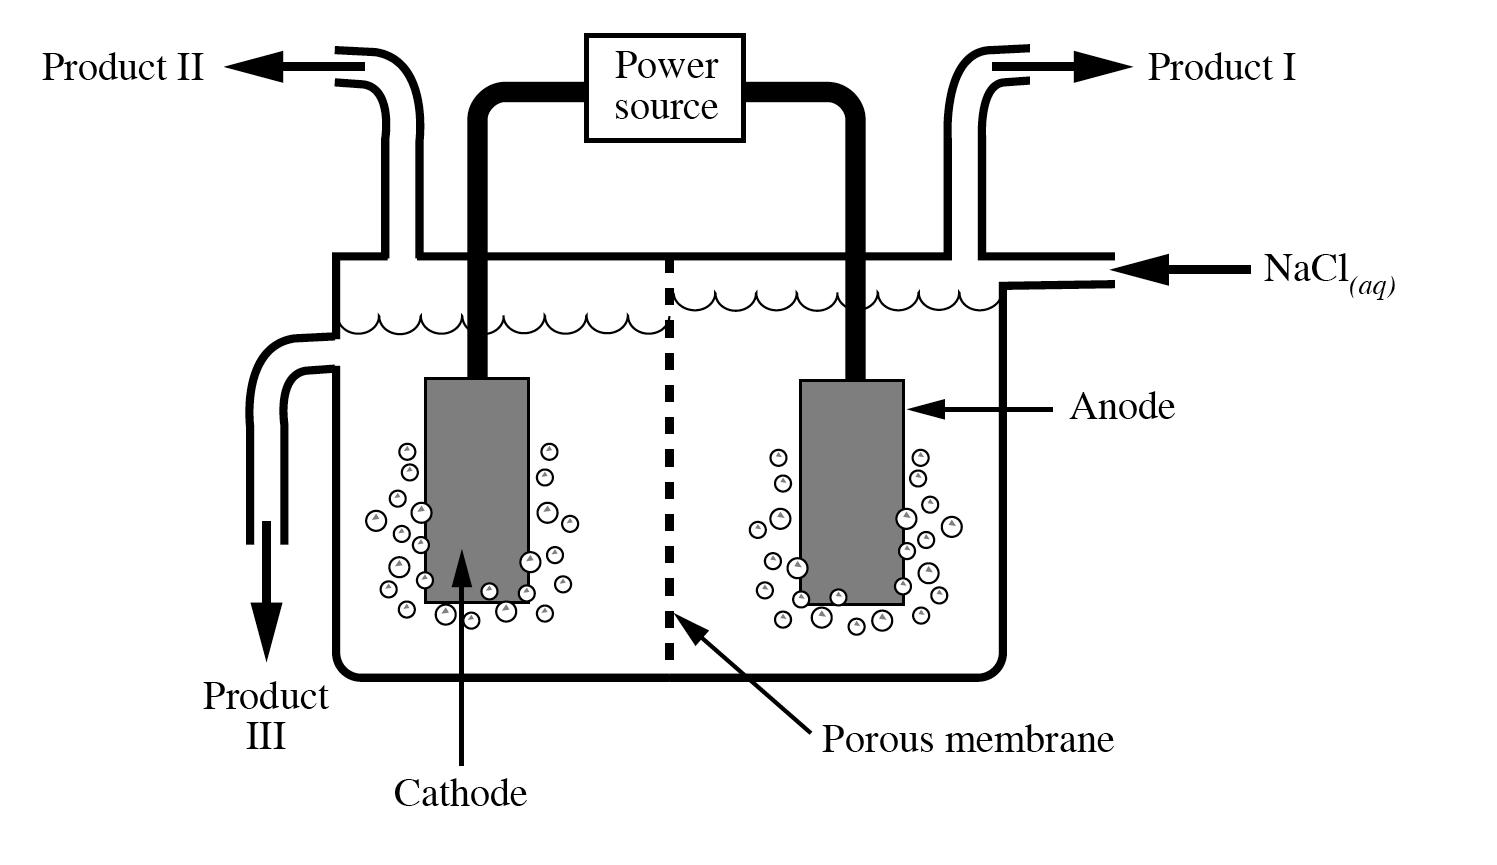 Product II
Power
source
Product I
NaCl(aq)
Anode
Product
III
Porous membrane
Cathode